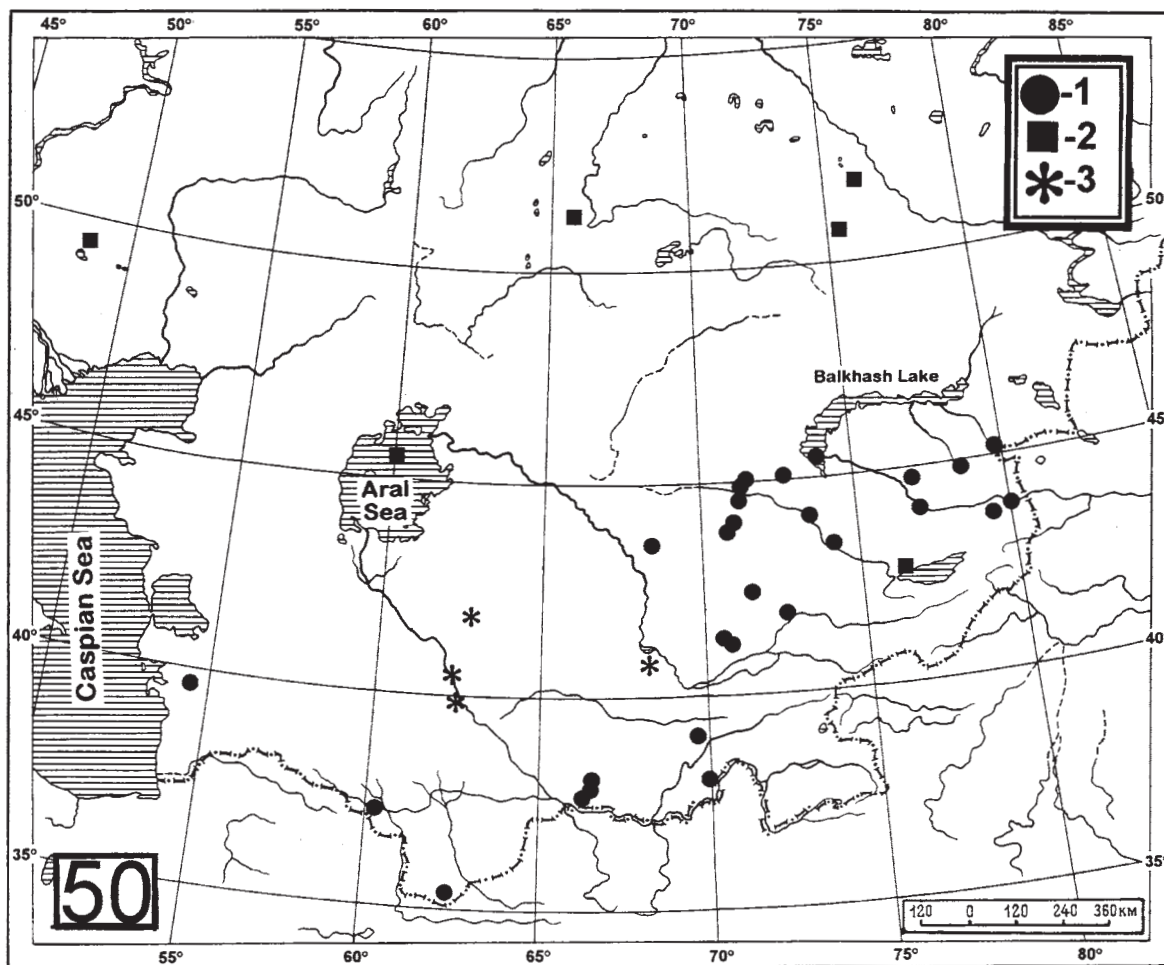 45° 50° 55° 60° 65° 70° 75° 80° 85°
-1
-2
-3
50° 50°
Balkhash Lake
45° 45°
Aral
Sea
Caspian Sea
40° 40°
35° 35°
50
120 0 120 240 360 км
55° 60° 65° 70° 75° 80°